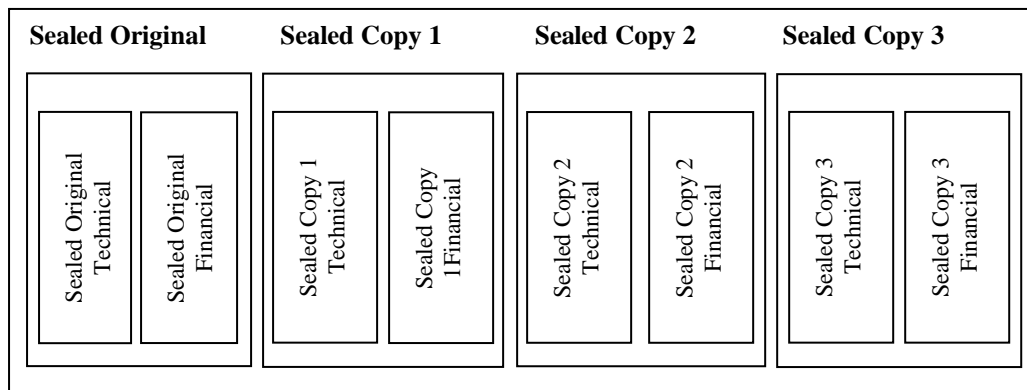 Sealed Original
Sealed Copy 1
Sealed Copy 2
Sealed Copy 3
Sealed Original
Technical
Sealed Original
Financial
Sealed Copy 1
Technical
Sealed Copy
1Financial
Sealed Copy 2
Technical
Sealed Copy 2
Financial
Sealed Copy 3
Technical
Sealed Copy 3
Financial